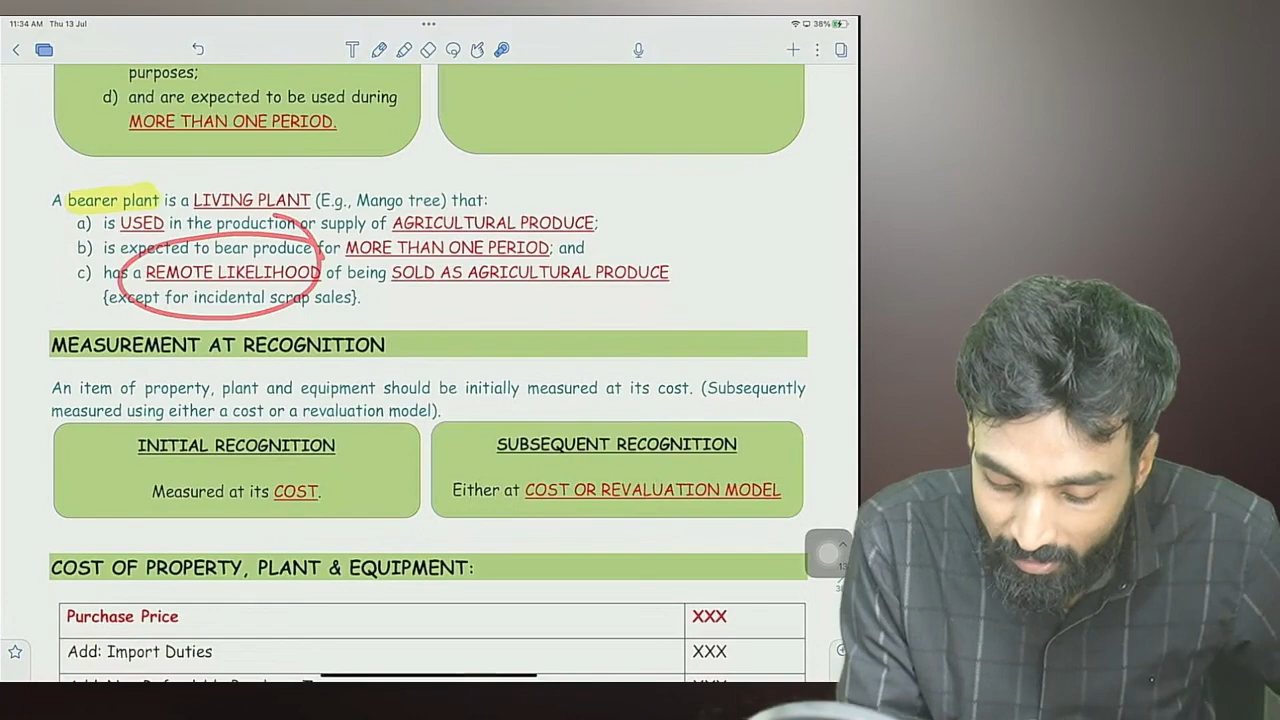 11:34 AM Thu 13 Jul
38%
T
purposes;
d) and are expected to be used during
MORE THAN ONE PERIOD.
A bearer plant is a LIVING PLANT (E.g., Mango tree) that:
a) is USED in the production or supply of AGRICULTURAL PRODUCE;
b) is expected to bear produce for MORE THAN ONE PERIOD; and
c) has a REMOTE LIKELIHOOD of being SOLD AS AGRICULTURAL PRODUCE
{except for incidental scrap sales}.
MEASUREMENT AT RECOGNITION
An item of property, plant and equipment should be initially measured at its cost. (Subsequently
measured using either a cost or a revaluation model).
INITIAL RECOGNITION
Measured at its COST.
SUBSEQUENT RECOGNITION
Either at COST OR REVALUATION MODEL
COST OF PROPERTY, PLANT & EQUIPMENT:
Purchase Price XXX
Add: Import Duties XXX